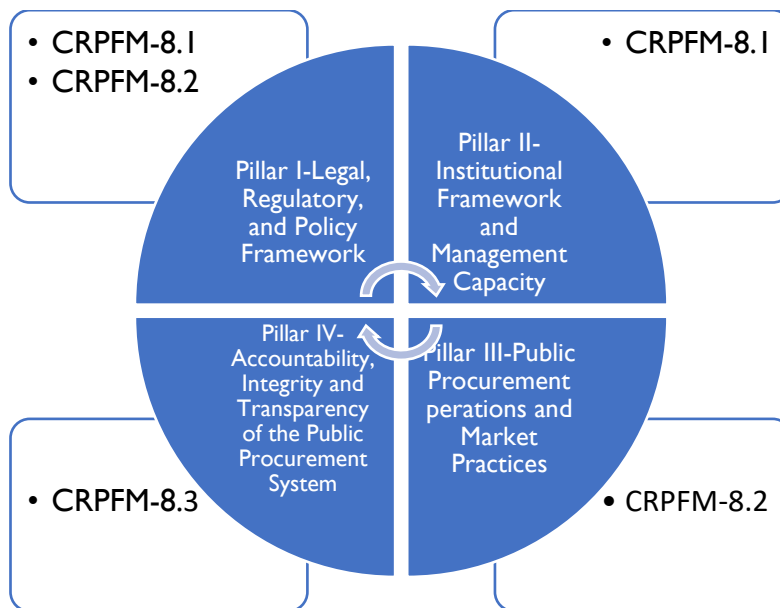 • CRPFM-8.1
• CRPFM-8.2
• CRPFM-8.1
Pillar I-Legal,
Regulatory,
and Policy
Framework
Pillar II-
Institutional
Framework
and
Management
Capacity
Pillar IV-
Accountability,
Integrity and
Transparency
of the Public
Procurement
System
Pillar III-Public
Procurement
perations and
Market
Practices
• CRPFM-8.3
• CRPFM-8.2